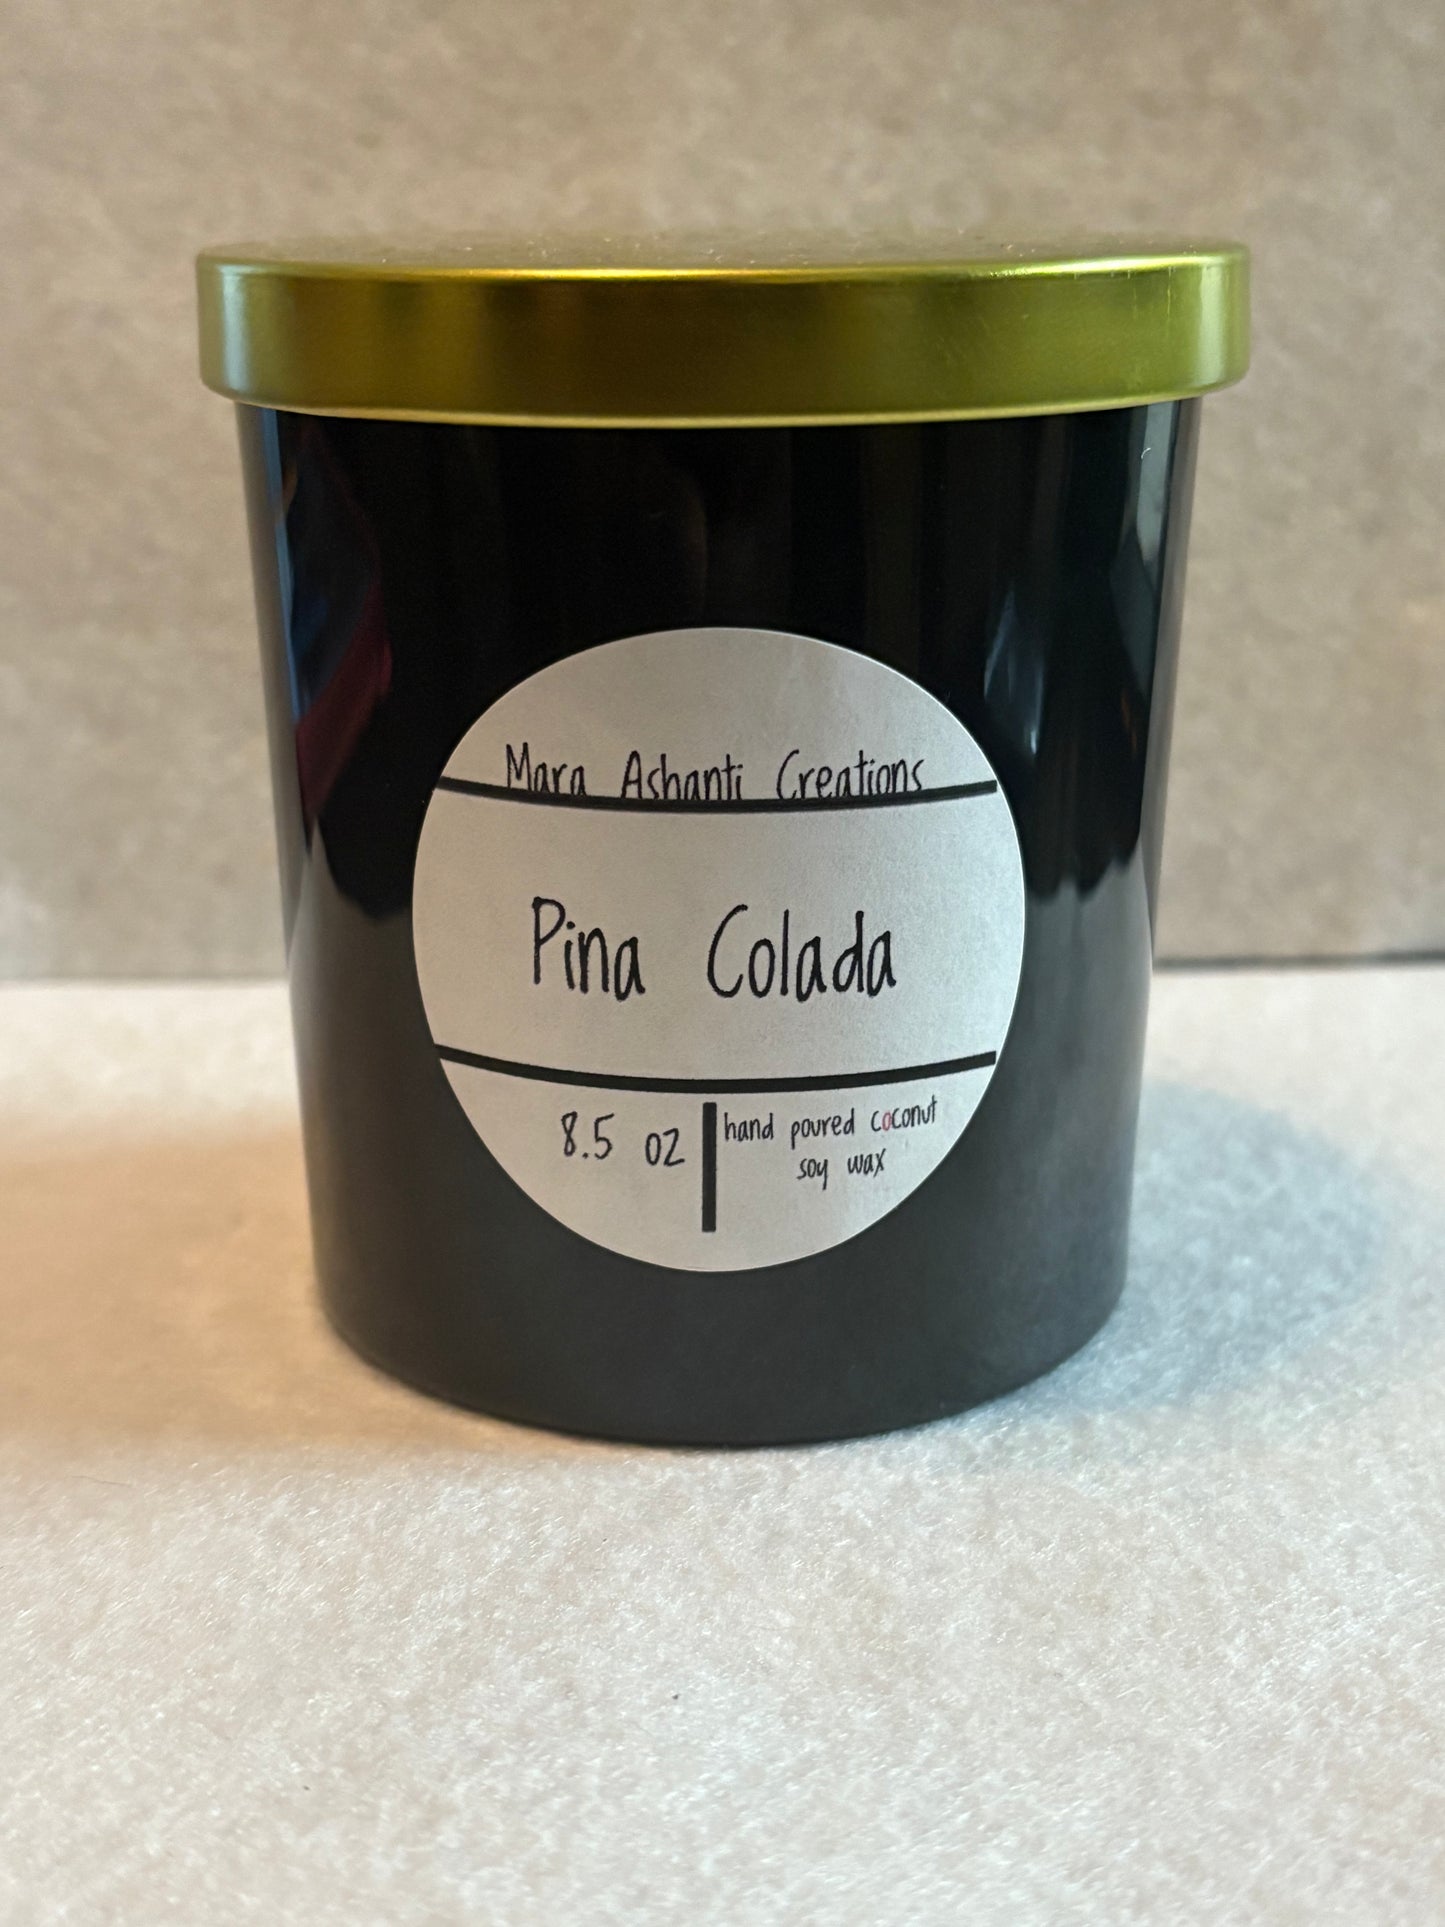 Mara Ashanti Creations
Pina Colada
8.5 oz
hand poured coconut
soy wax